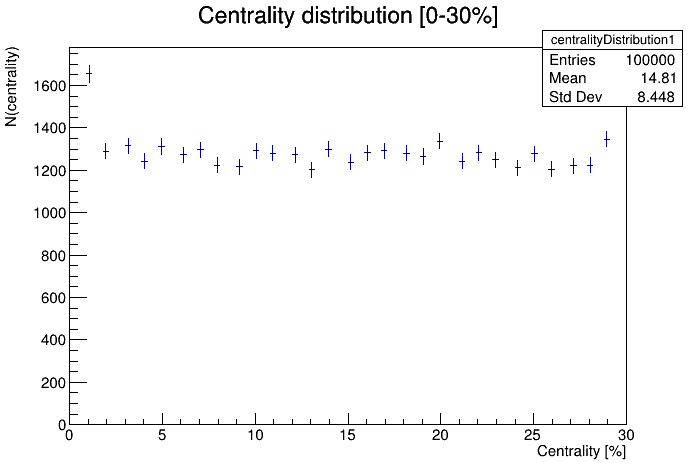 Centrality distribution [0-30%]
centralityDistribution1
Entries 100000
Mean 14.81
Std Dev 8.448
N(centrality)
1600
1400
1200
1000
800
600
400
200
0
0 5 10 15 20 25 30
Centrality [%]